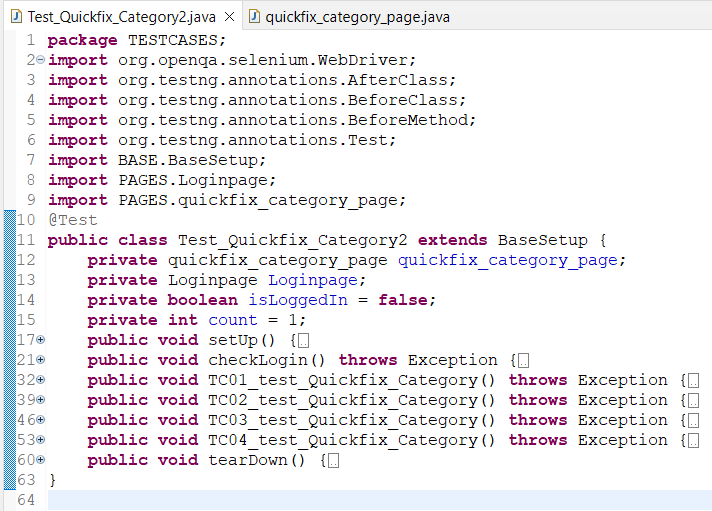 Test_Quickfix_Category2.java quickfix_category_page.java
1 package TESTCASES;
2 import org.openqa.selenium.WebDriver;
3 import org.testng.annotations.AfterClass;
4 import org.testng.annotations.BeforeClass;
5 import org.testng.annotations.BeforeMethod;
6 import org.testng.annotations.Test;
7 import BASE.BaseSetup;
8 import PAGES.Loginpage;
9 import PAGES.quickfix_category_page;
10 @Test
11 public class Test_Quickfix_Category2 extends BaseSetup {
12 private quickfix_category_page quickfix_category_page;
13 private Loginpage Loginpage;
14 private boolean isLoggedIn = false;
15 private int count = 1;
17 public void setUp() {
21 public void checkLogin() throws Exception {
32 public void TC01_test_Quickfix_Category() throws Exception {
39 public void TC02_test_Quickfix_Category() throws Exception {
46 public void TC03_test_Quickfix_Category() throws Exception {
53 public void TC04_test_Quickfix_Category() throws Exception {
60 public void tearDown() {
63 }
64